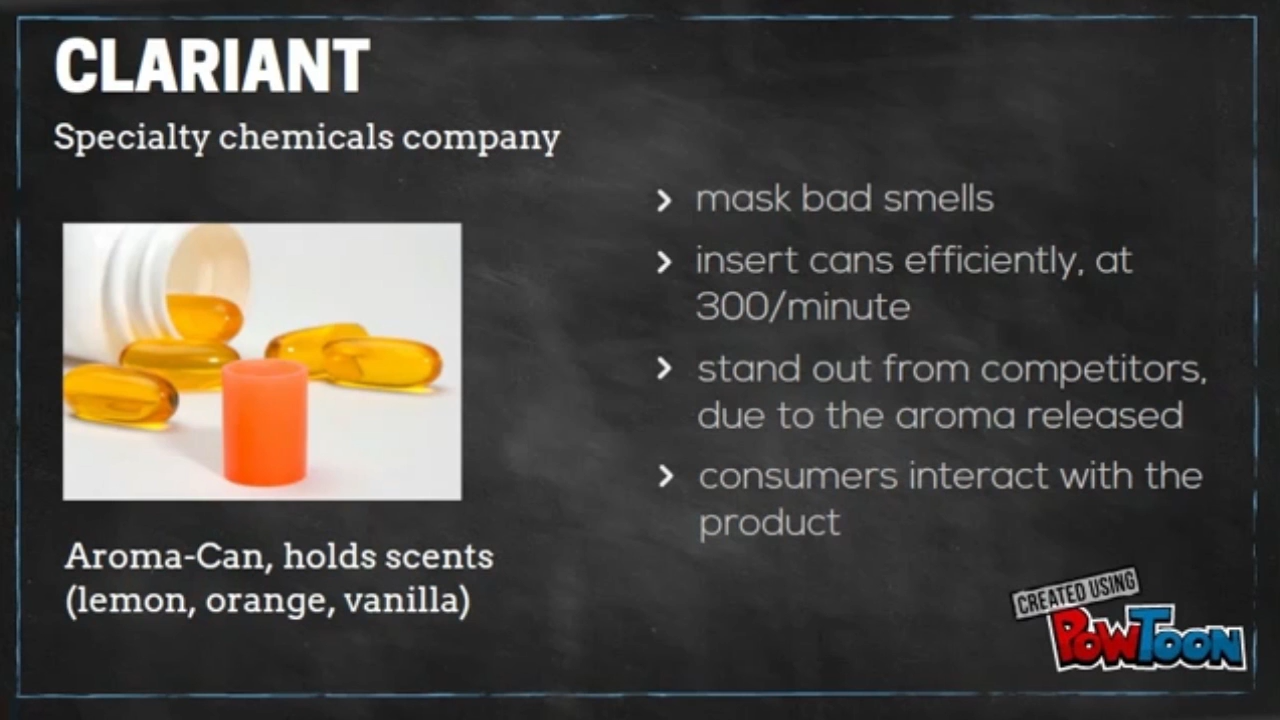 CLARIANT
Specialty chemicals company
mask bad smells
insert cans efficiently, at
300/minute
stand out from competitors,
due to the aroma released
consumers interact with the
product
Aroma-Can, holds scents
(lemon, orange, vanilla)
CREATED USING
POWTOON